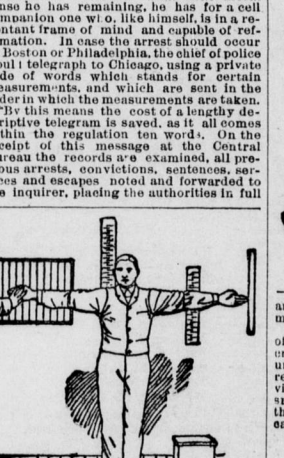 nse he has remaining, he has for a cell
mpanion one w o, like himself, is in a re-
ntant frame of mind and capable of ref-
mation. In case the arrest should occur
Boston or Philadelphia, the chief of police
oul telegraph to Chicago, using a private
de of words which stands for certain
easurements, and which are sent in the
der in which the measurements are taken.
"By this means the cost of a lengthy de-
riptive telegram is saved, as it all comes
thin the regulation ten words. On the
ceipt of this message at the Central
ureau the records are examined, all pre-
ous arrests, convictions, sentences, ser-
ces and escapes noted and forwarded to
e inquirer, placing the authorities in full